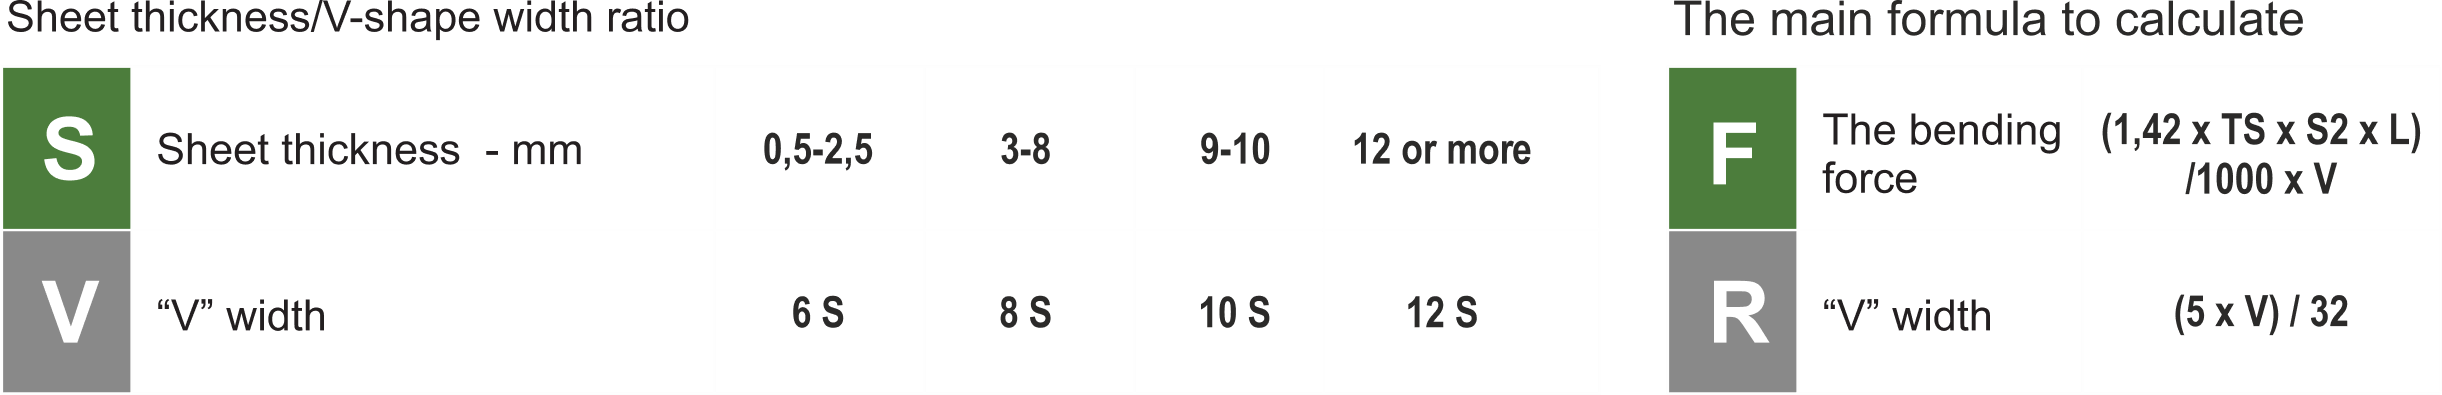 Sheet thickness/V-shape width ratio
S Sheet thickness - mm 0,5-2,5 3-8 9-10 12 or more
V “V” width 6 S 8 S 10 S 12 S
The main formula to calculate
F The bending force (1,42 x TS x S2 x L) /1000 x V
R “V” width (5 x V) / 32